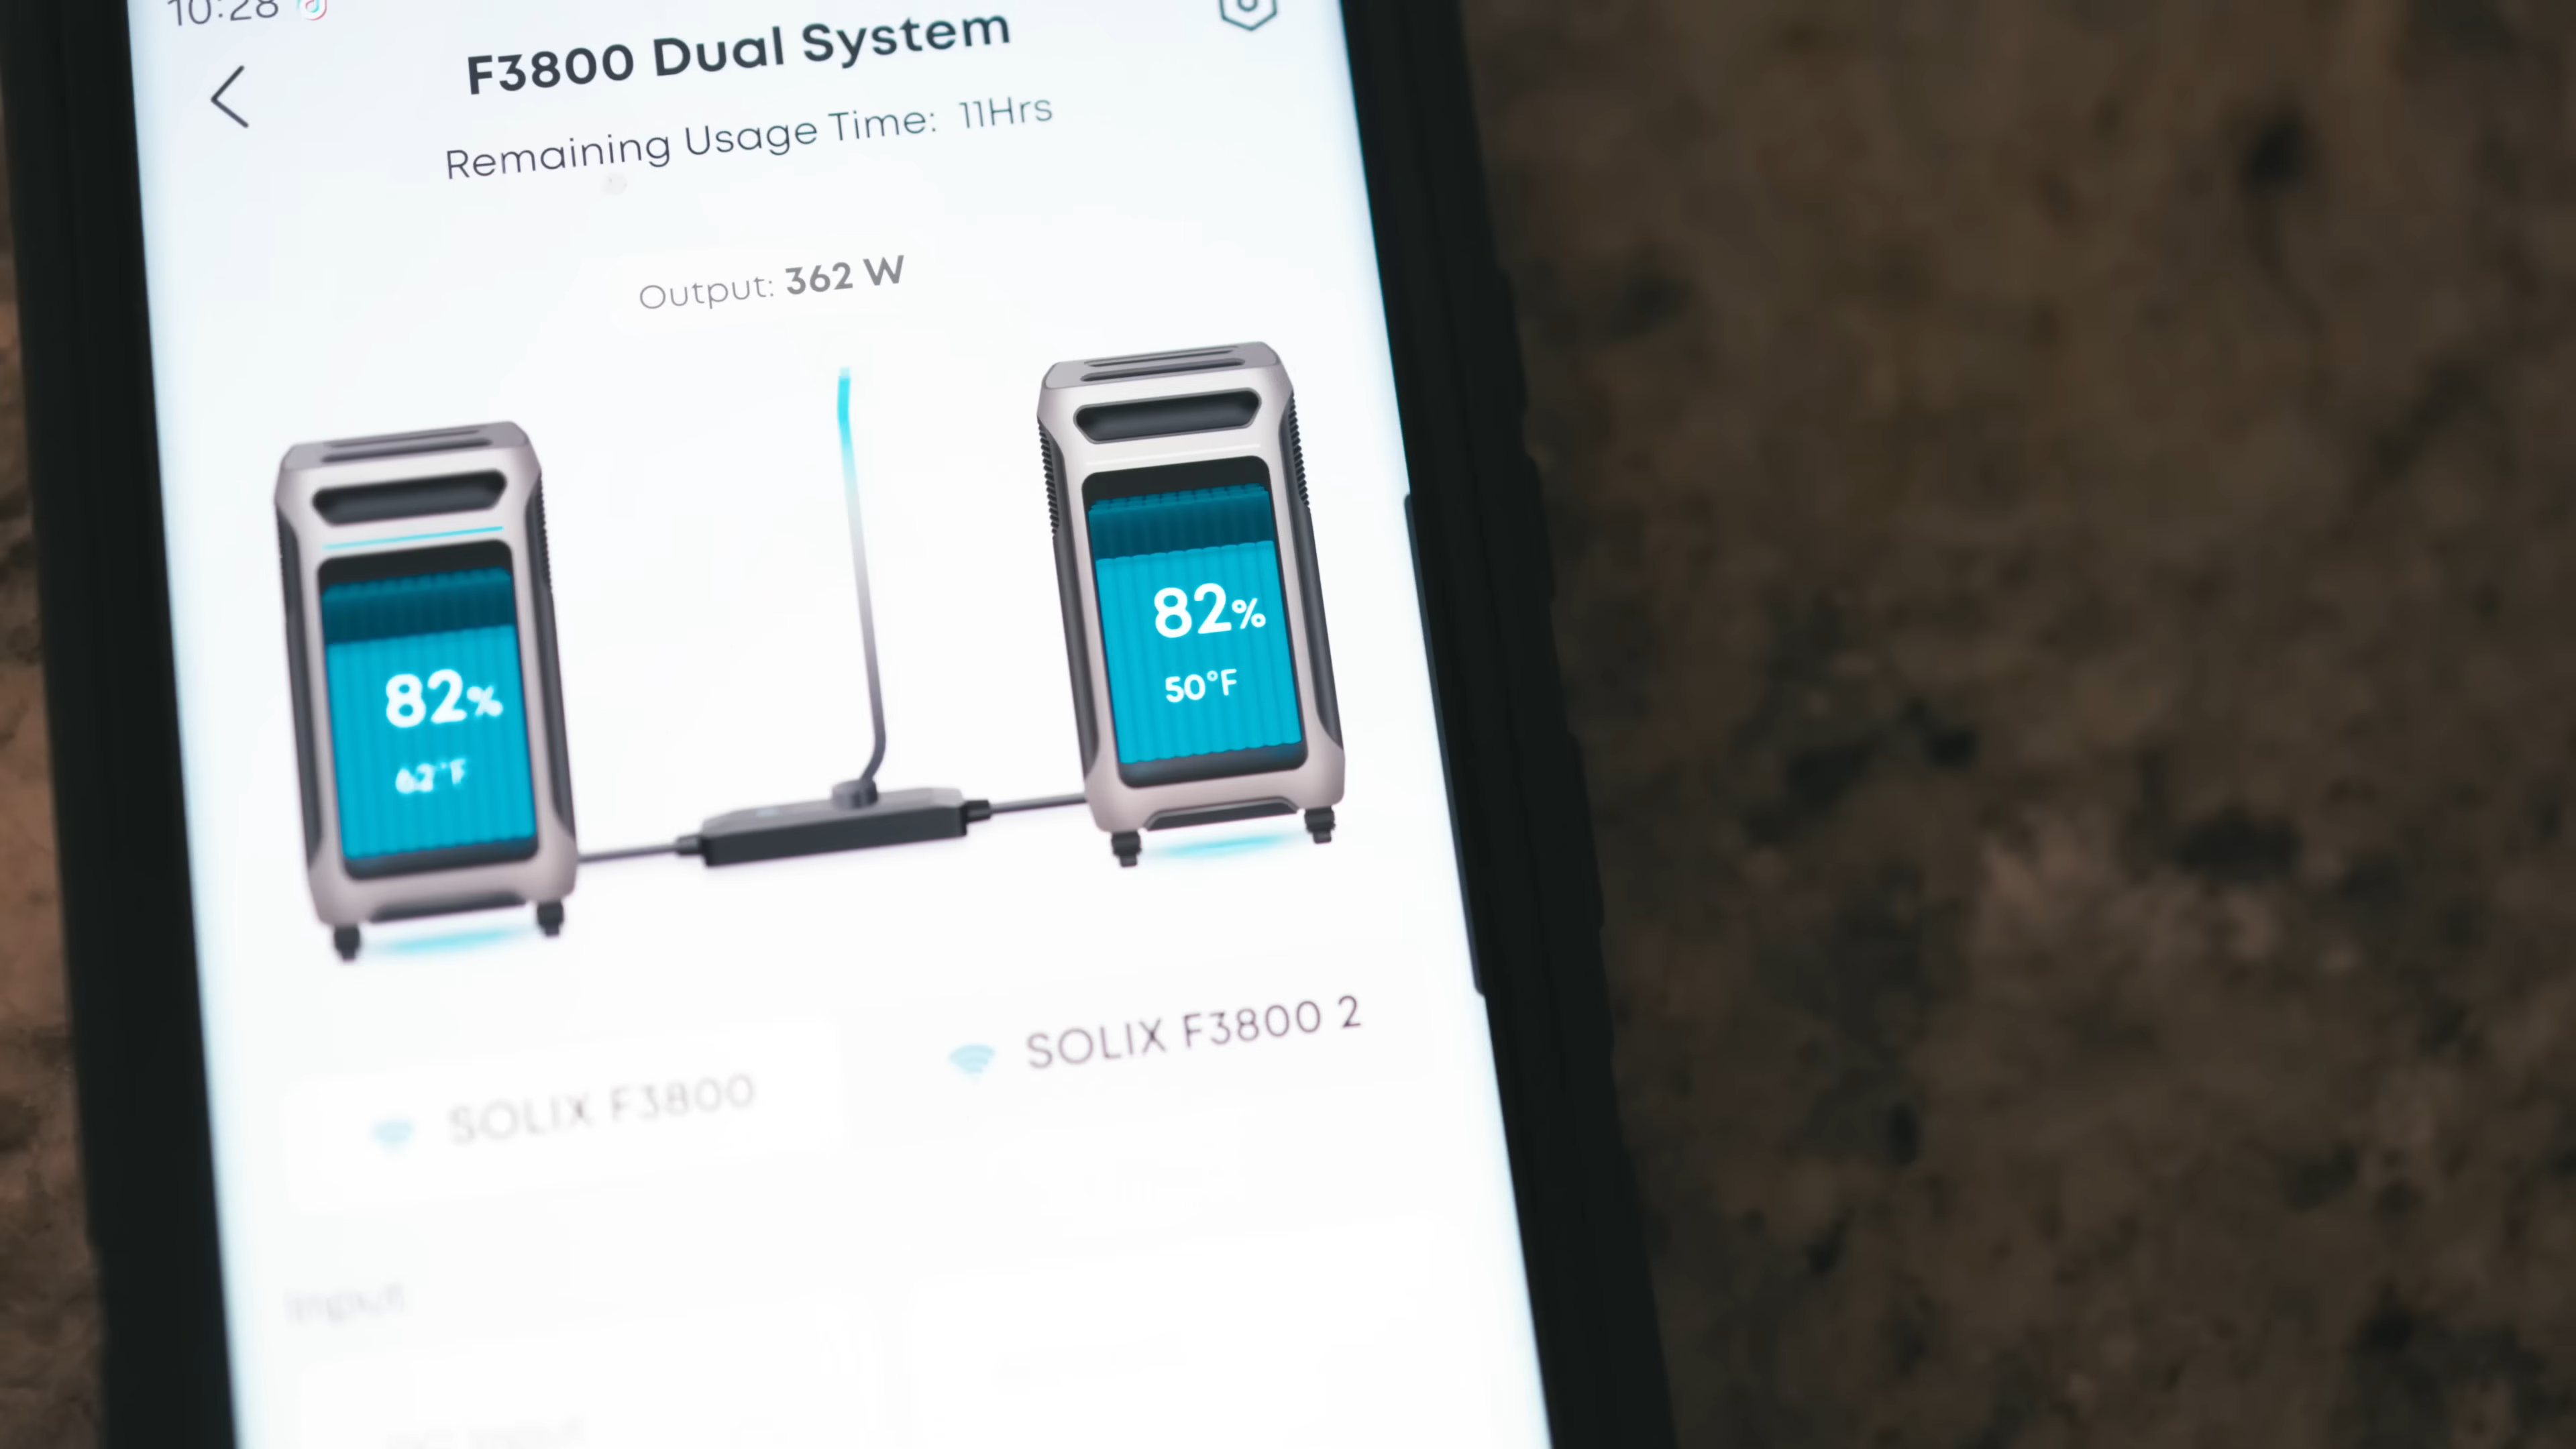 10:28
F3800 Dual System
Remaining Usage Time: 11Hrs
Output: 362 W
82%
62°F
82%
50°F
SOLIX F3800
SOLIX F3800 2
Input